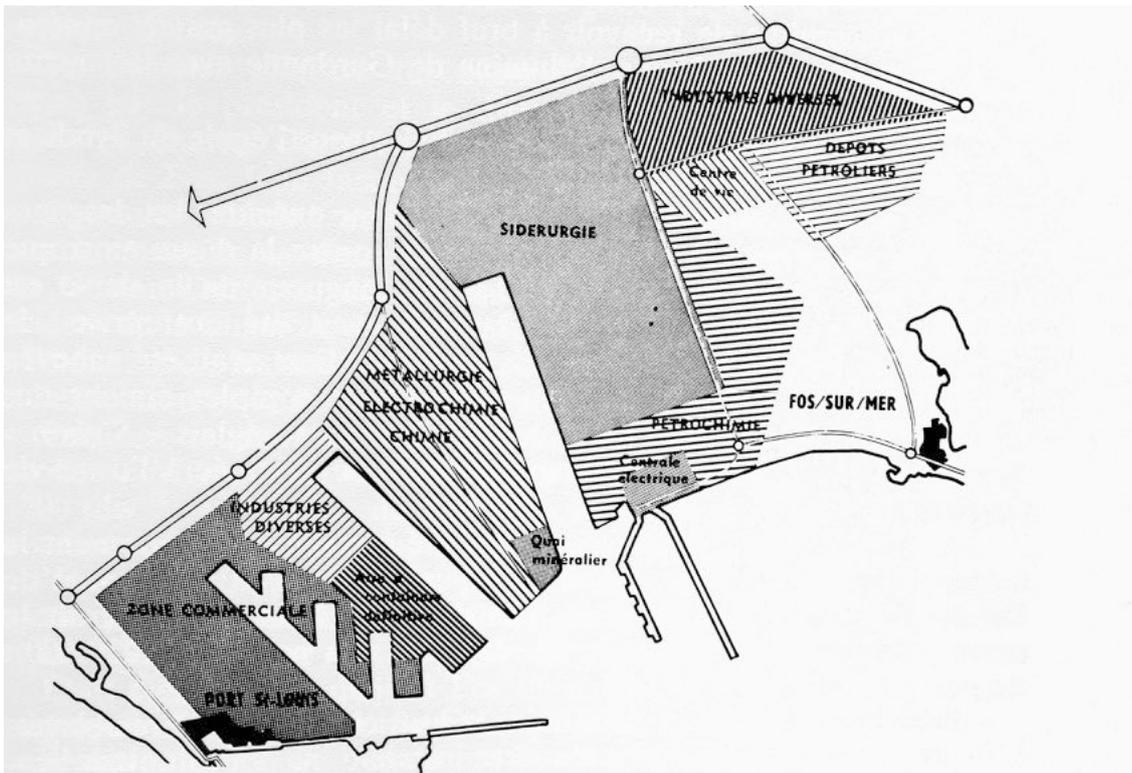 INDUSTRIES DIVERSES
DEPOTS
PETROLIERS
Centre
de vie
SIDERURGIE
METALLURGIE
ELECTROCHIMIE
CHIMIE
FOS/SUR/MER
PETROCHIMIE
Centrale
electrique
INDUSTRIES
DIVERSES
Quai
minéralier
ZONE COMMERCIALE
PORT St-LOUIS